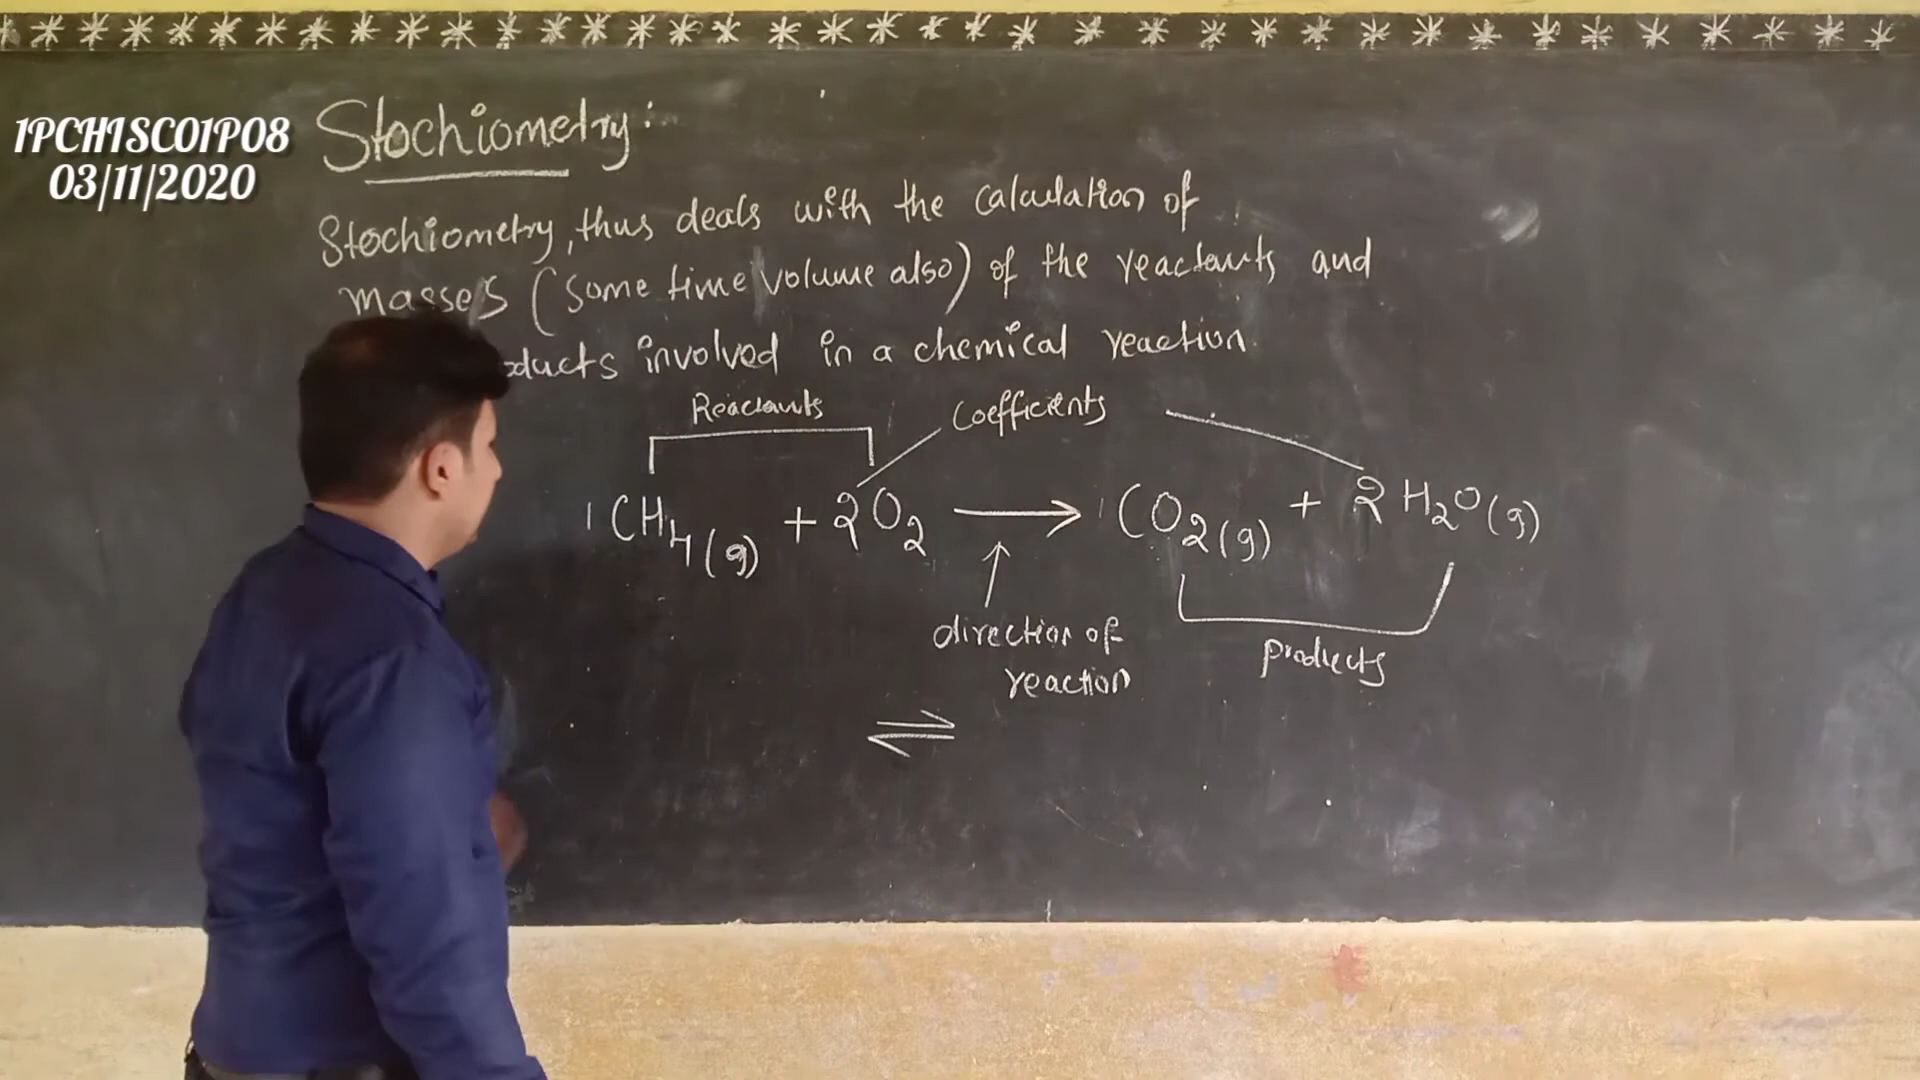 1PCH1SC01P08
03/11/2020
Stochiometry:
Stochiometry, thus deals with the calculation of
masses (some time volume also) of the reactants and
oducts involved in a chemical reaction.
Reactants
Coefficients
1 CH4(g) + 2O2 → 1 CO2(g) + 2 H2O(g)
direction of
reaction
products
⇌